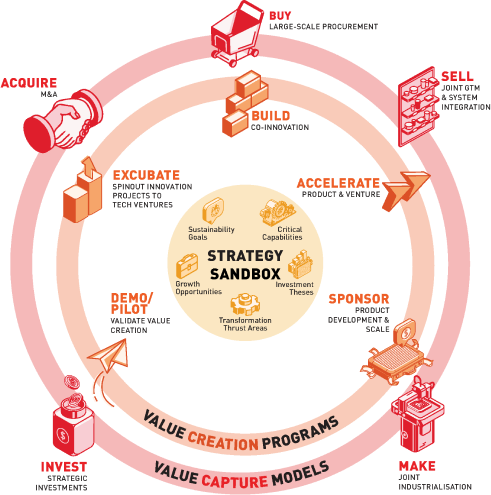 BUY
LARGE-SCALE PROCUREMENT
ACQUIRE
M&A
SELL
JOINT GTM
& SYSTEM
INTEGRATION
BUILD
CO-INNOVATION
EXCUBATE
SPINOUT INNOVATION
PROJECTS TO
TECH VENTURES
ACCELERATE
PRODUCT & VENTURE
Sustainability
Goals
Critical
Capabilities
STRATEGY
SANDBOX
Growth
Opportunities
Investment
Theses
Transformation
Thrust Areas
DEMO/
PILOT
VALIDATE VALUE
CREATION
SPONSOR
PRODUCT
DEVELOPMENT &
SCALE
VALUE CREATION PROGRAMS
VALUE CAPTURE MODELS
$
INVEST
STRATEGIC
INVESTMENTS
MAKE
JOINT
INDUSTRIALISATION